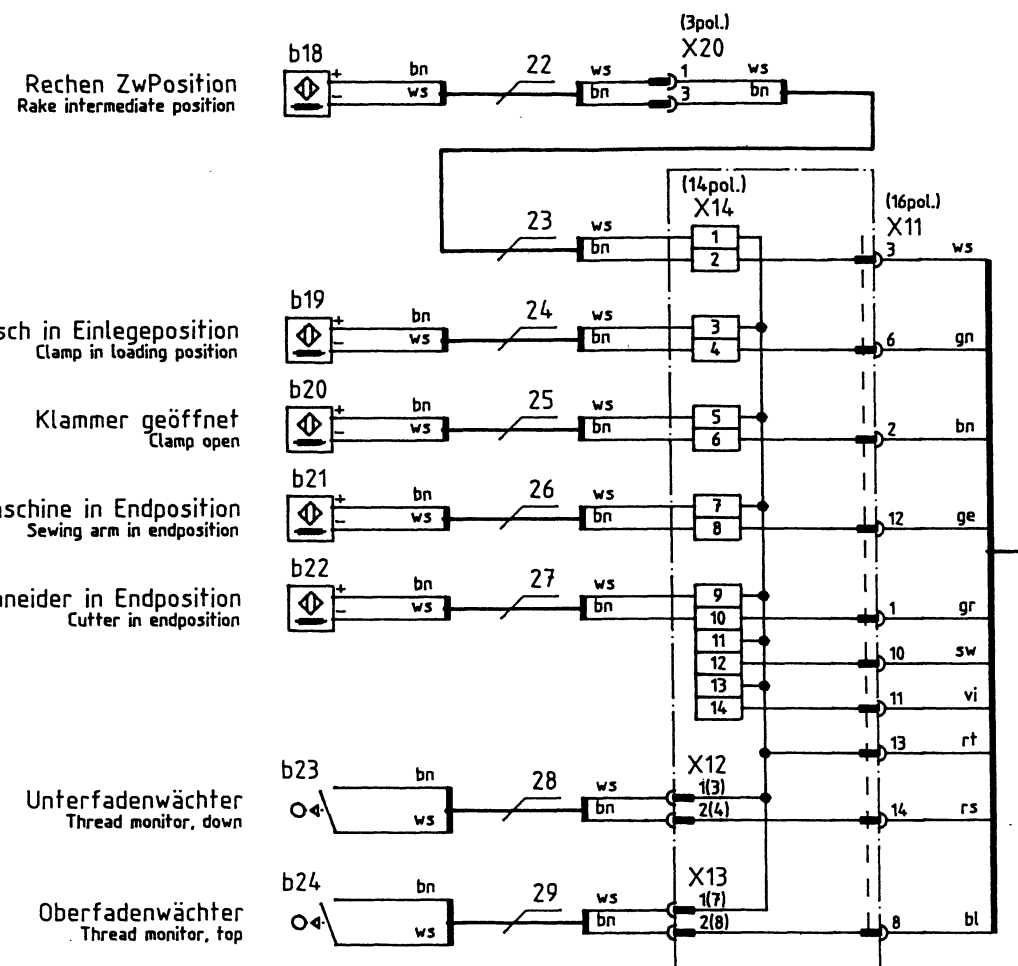 (3pol.)
X20
b18
Rechen ZwPosition
Rake intermediate position
+
−
bn
ws
22
ws
bn
1
3
ws
bn
(14pol.)
X14
(16pol.)
X11
23
ws
bn
1
2
3
ws
b19
sch in Einlegeposition
Clamp in loading position
+
−
bn
ws
24
ws
bn
3
4
6
gn
b20
Klammer geöffnet
Clamp open
+
−
bn
ws
25
ws
bn
5
6
2
bn
b21
aschine in Endposition
Sewing arm in endposition
+
−
bn
ws
26
ws
bn
7
8
12
ge
b22
neider in Endposition
Cutter in endposition
+
−
bn
ws
27
ws
bn
9
10
1
gr
11
12
10
sw
13
14
11
vi
13
rt
b23
Unterfadenwächter
Thread monitor, down
bn
ws
28
ws
bn
X12
1(3)
2(4)
14
rs
b24
Oberfadenwächter
Thread monitor, top
bn
ws
29
ws
bn
X13
1(7)
2(8)
8
bl